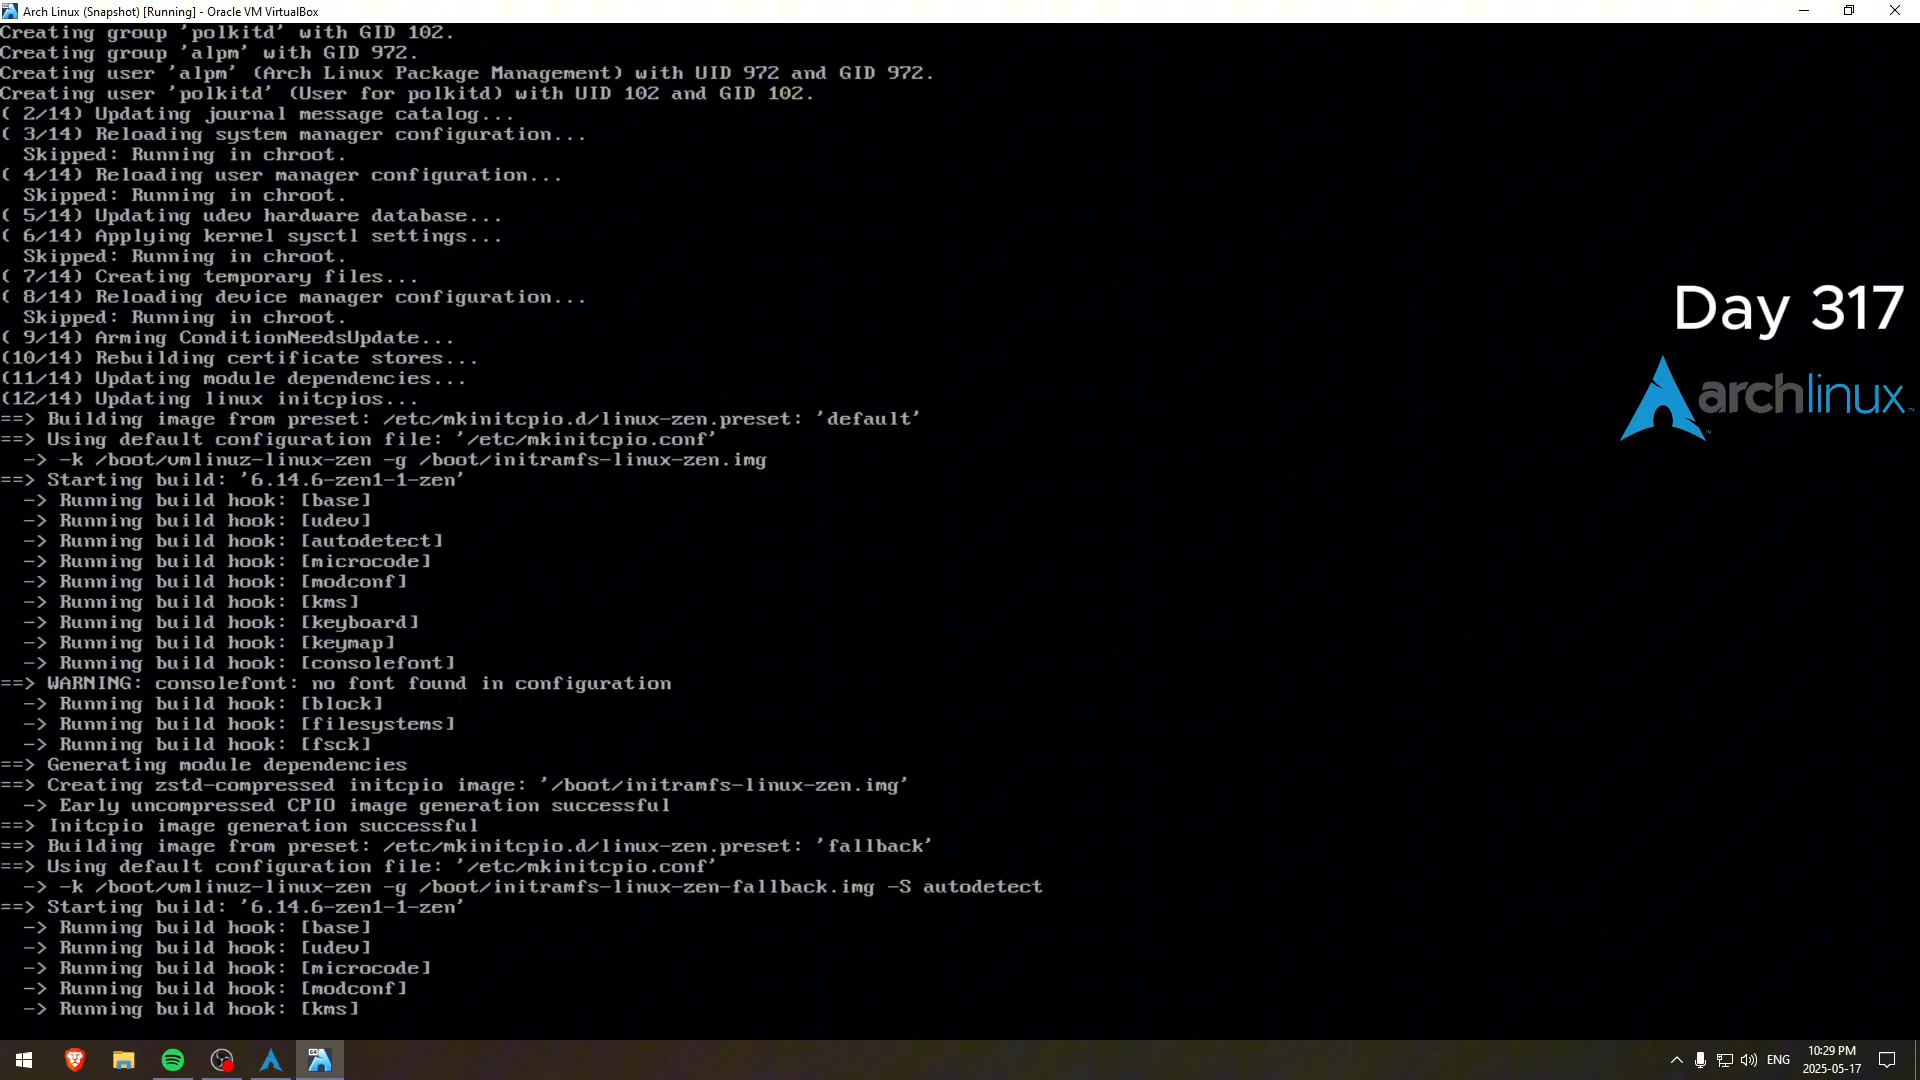 Arch Linux (Snapshot) [Running] - Oracle VM VirtualBox
Creating group 'polkitd' with GID 102.
Creating group 'alpm' with GID 972.
Creating user 'alpm' (Arch Linux Package Management) with UID 972 and GID 972.
Creating user 'polkitd' (User for polkitd) with UID 102 and GID 102.
( 2/14) Updating journal message catalog...
( 3/14) Reloading system manager configuration...
  Skipped: Running in chroot.
( 4/14) Reloading user manager configuration...
  Skipped: Running in chroot.
( 5/14) Updating udev hardware database...
( 6/14) Applying kernel sysctl settings...
  Skipped: Running in chroot.
( 7/14) Creating temporary files...
( 8/14) Reloading device manager configuration...
  Skipped: Running in chroot.
( 9/14) Arming ConditionNeedsUpdate...
(10/14) Rebuilding certificate stores...
(11/14) Updating module dependencies...
(12/14) Updating linux initcpios...
==> Building image from preset: /etc/mkinitcpio.d/linux-zen.preset: 'default'
==> Using default configuration file: '/etc/mkinitcpio.conf'
  -> -k /boot/vmlinuz-linux-zen -g /boot/initramfs-linux-zen.img
==> Starting build: '6.14.6-zen1-1-zen'
  -> Running build hook: [base]
  -> Running build hook: [udev]
  -> Running build hook: [autodetect]
  -> Running build hook: [microcode]
  -> Running build hook: [modconf]
  -> Running build hook: [kms]
  -> Running build hook: [keyboard]
  -> Running build hook: [keymap]
  -> Running build hook: [consolefont]
==> WARNING: consolefont: no font found in configuration
  -> Running build hook: [block]
  -> Running build hook: [filesystems]
  -> Running build hook: [fsck]
==> Generating module dependencies
==> Creating zstd-compressed initcpio image: '/boot/initramfs-linux-zen.img'
  -> Early uncompressed CPIO image generation successful
==> Initcpio image generation successful
==> Building image from preset: /etc/mkinitcpio.d/linux-zen.preset: 'fallback'
==> Using default configuration file: '/etc/mkinitcpio.conf'
  -> -k /boot/vmlinuz-linux-zen -g /boot/initramfs-linux-zen-fallback.img -S autodetect
==> Starting build: '6.14.6-zen1-1-zen'
  -> Running build hook: [base]
  -> Running build hook: [udev]
  -> Running build hook: [microcode]
  -> Running build hook: [modconf]
  -> Running build hook: [kms]
Day 317
archlinux™
ENG
10:29 PM
2025-05-17